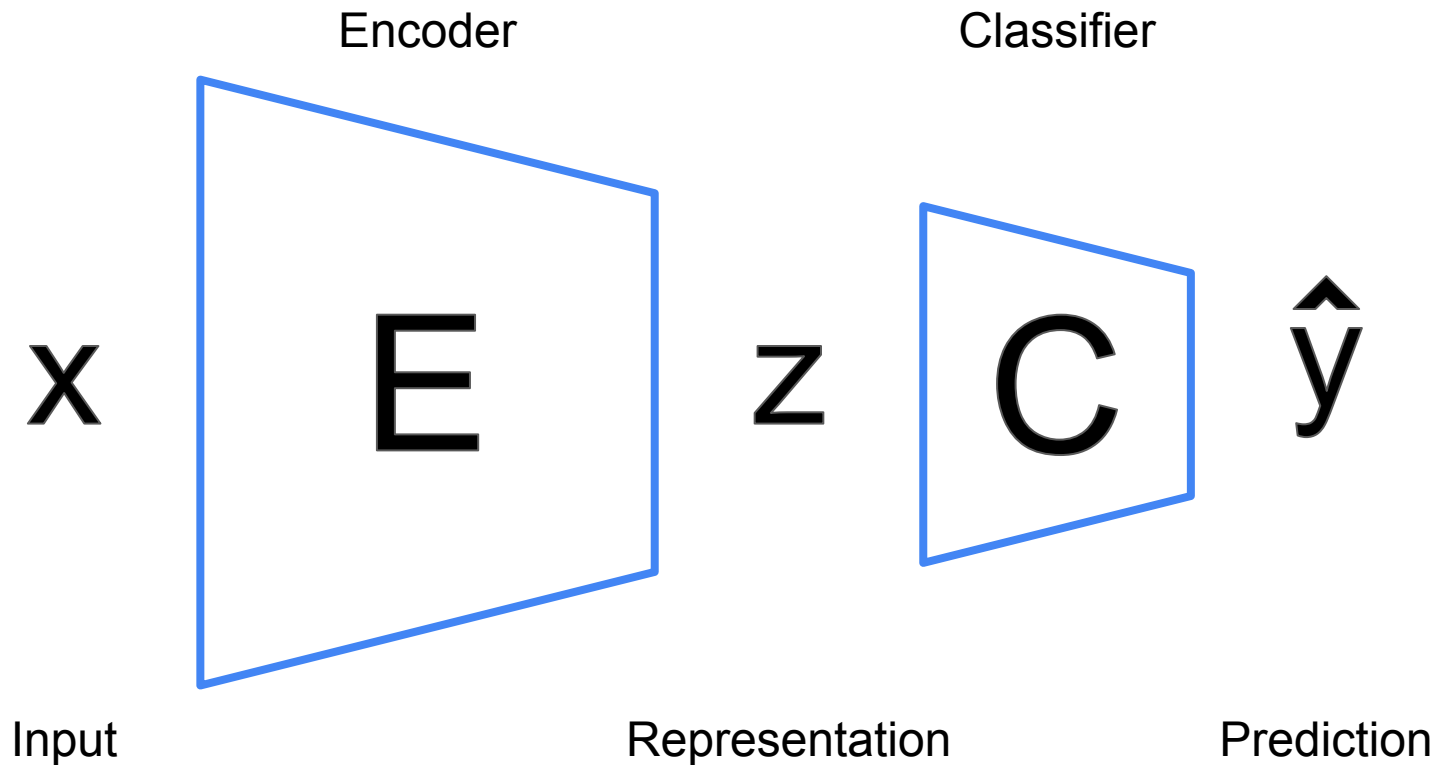 Encoder
Classifier
x
E
z
C
ŷ
Input
Representation
Prediction